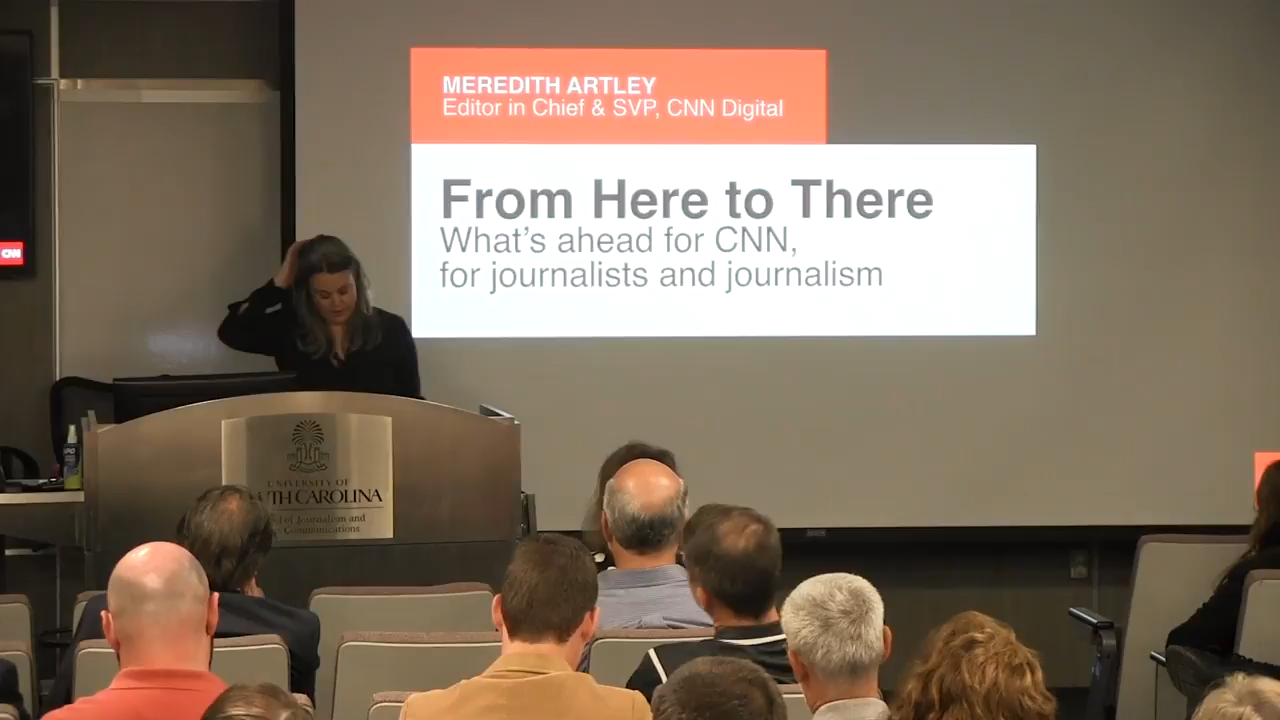 MEREDITH ARTLEY
Editor in Chief & SVP, CNN Digital
From Here to There
What's ahead for CNN,
for journalists and journalism
CNN
UNIVERSITY OF
CAROLINA
of Journalism and
Communications